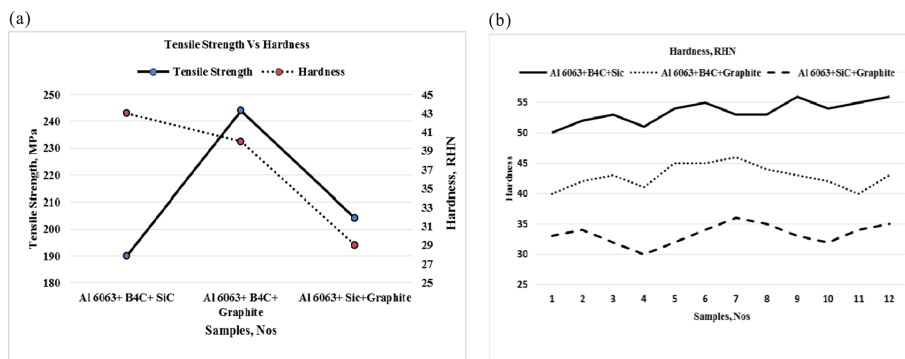 (a)
Tensile Strength Vs Hardness
Tensile Strength
Hardness
Tensile Strength, MPa
250
240
230
220
210
200
190
180
45
43
41
39
37
35
33
31
29
27
25
Hardness, RHN
Al 6063+ B4C+ SiC
Al 6063+ B4C+
Graphite
Al 6063+ Sic+Graphite
Samples, Nos
(b)
Hardness, RHN
Al 6063+B4C+Sic
Al 6063+B4C+Graphite
Al 6063+SiC+Graphite
Hardness
55
50
45
40
35
30
25
1 2 3 4 5 6 7 8 9 10 11 12
Samples, Nos